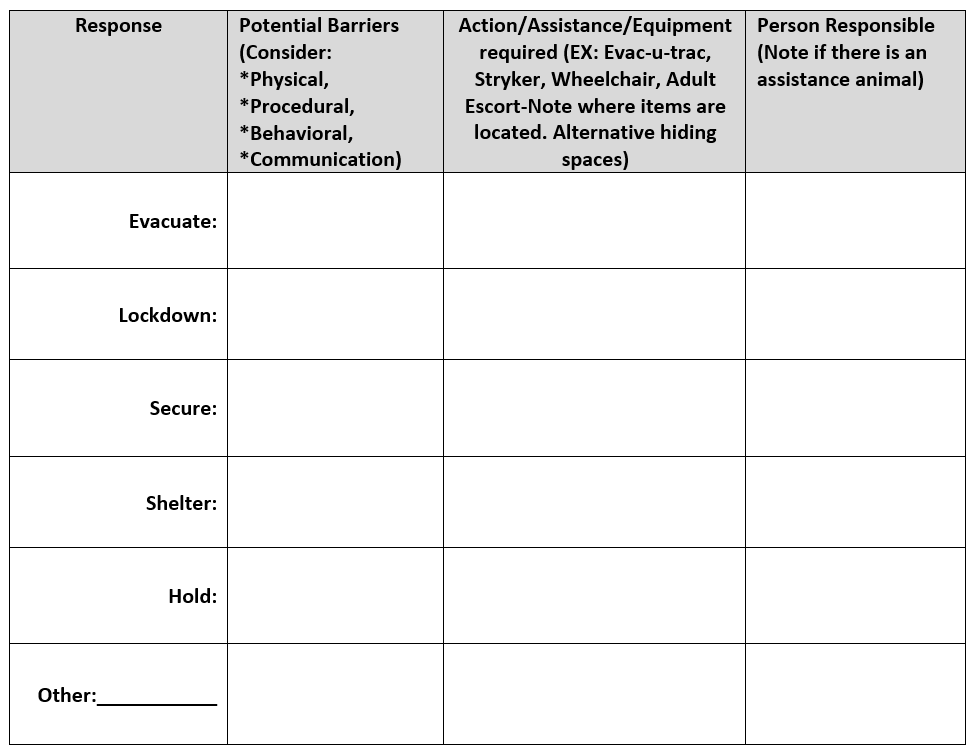 Response
Potential Barriers
(Consider:
*Physical,
*Procedural,
*Behavioral,
*Communication)
Action/Assistance/Equipment
required (EX: Evac-u-trac,
Stryker, Wheelchair, Adult
Escort-Note where items are
located. Alternative hiding
spaces)
Person Responsible
(Note if there is an
assistance animal)
Evacuate:
Lockdown:
Secure:
Shelter:
Hold:
Other:___________